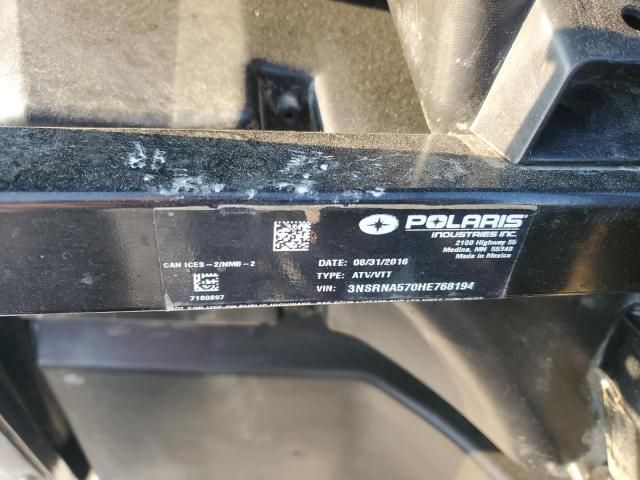 POLARIS
INDUSTRIES INC.
2100 Highway 55
Medina, MN 55340
Made in Mexico
CAN ICES-2/NMB-2
DATE: 08/31/2016
TYPE: ATV/VTT
VIN: 3NSRNA570HE768194
7180897